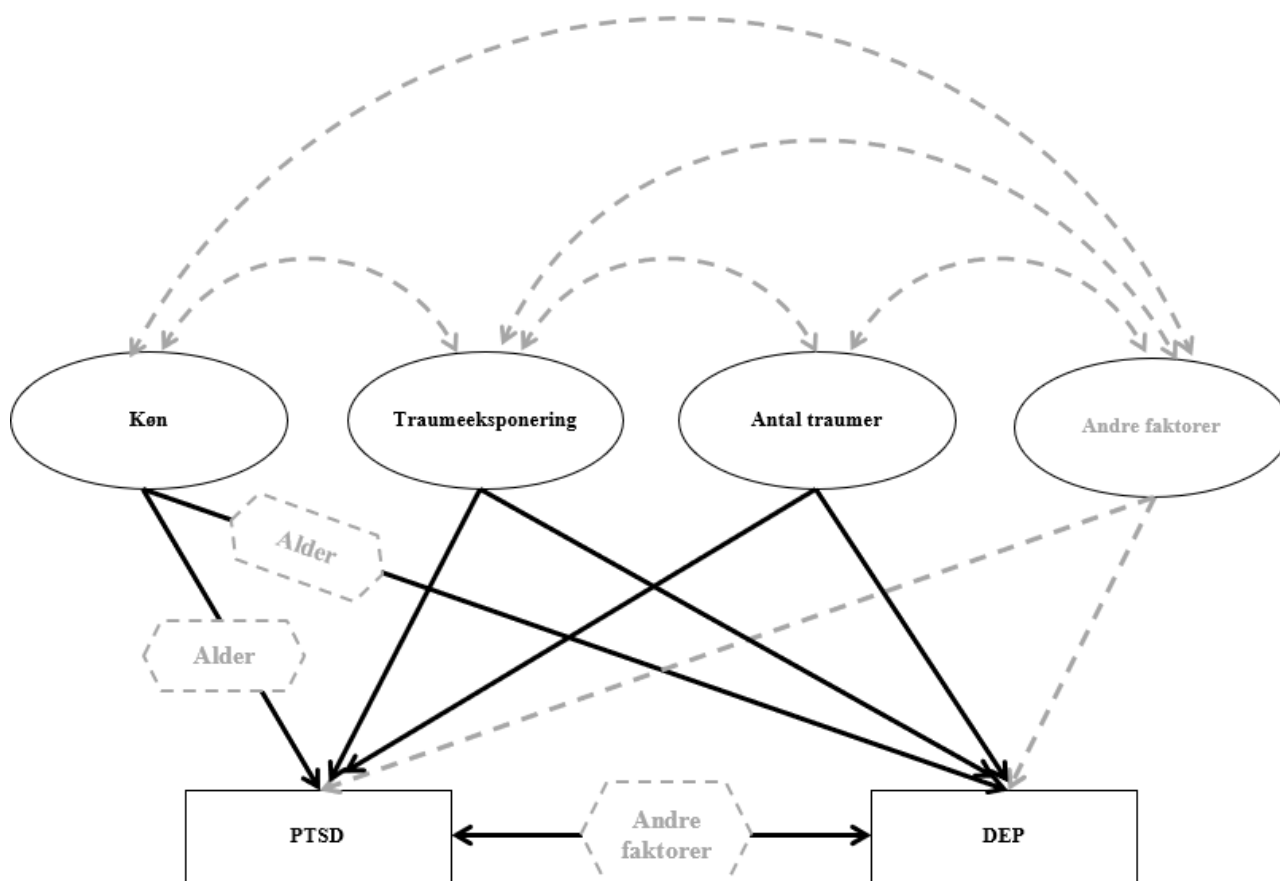 Køn
Traumeeksponering
Antal traumer
Andre faktorer
Alder
Alder
PTSD
Andre
faktorer
DEP